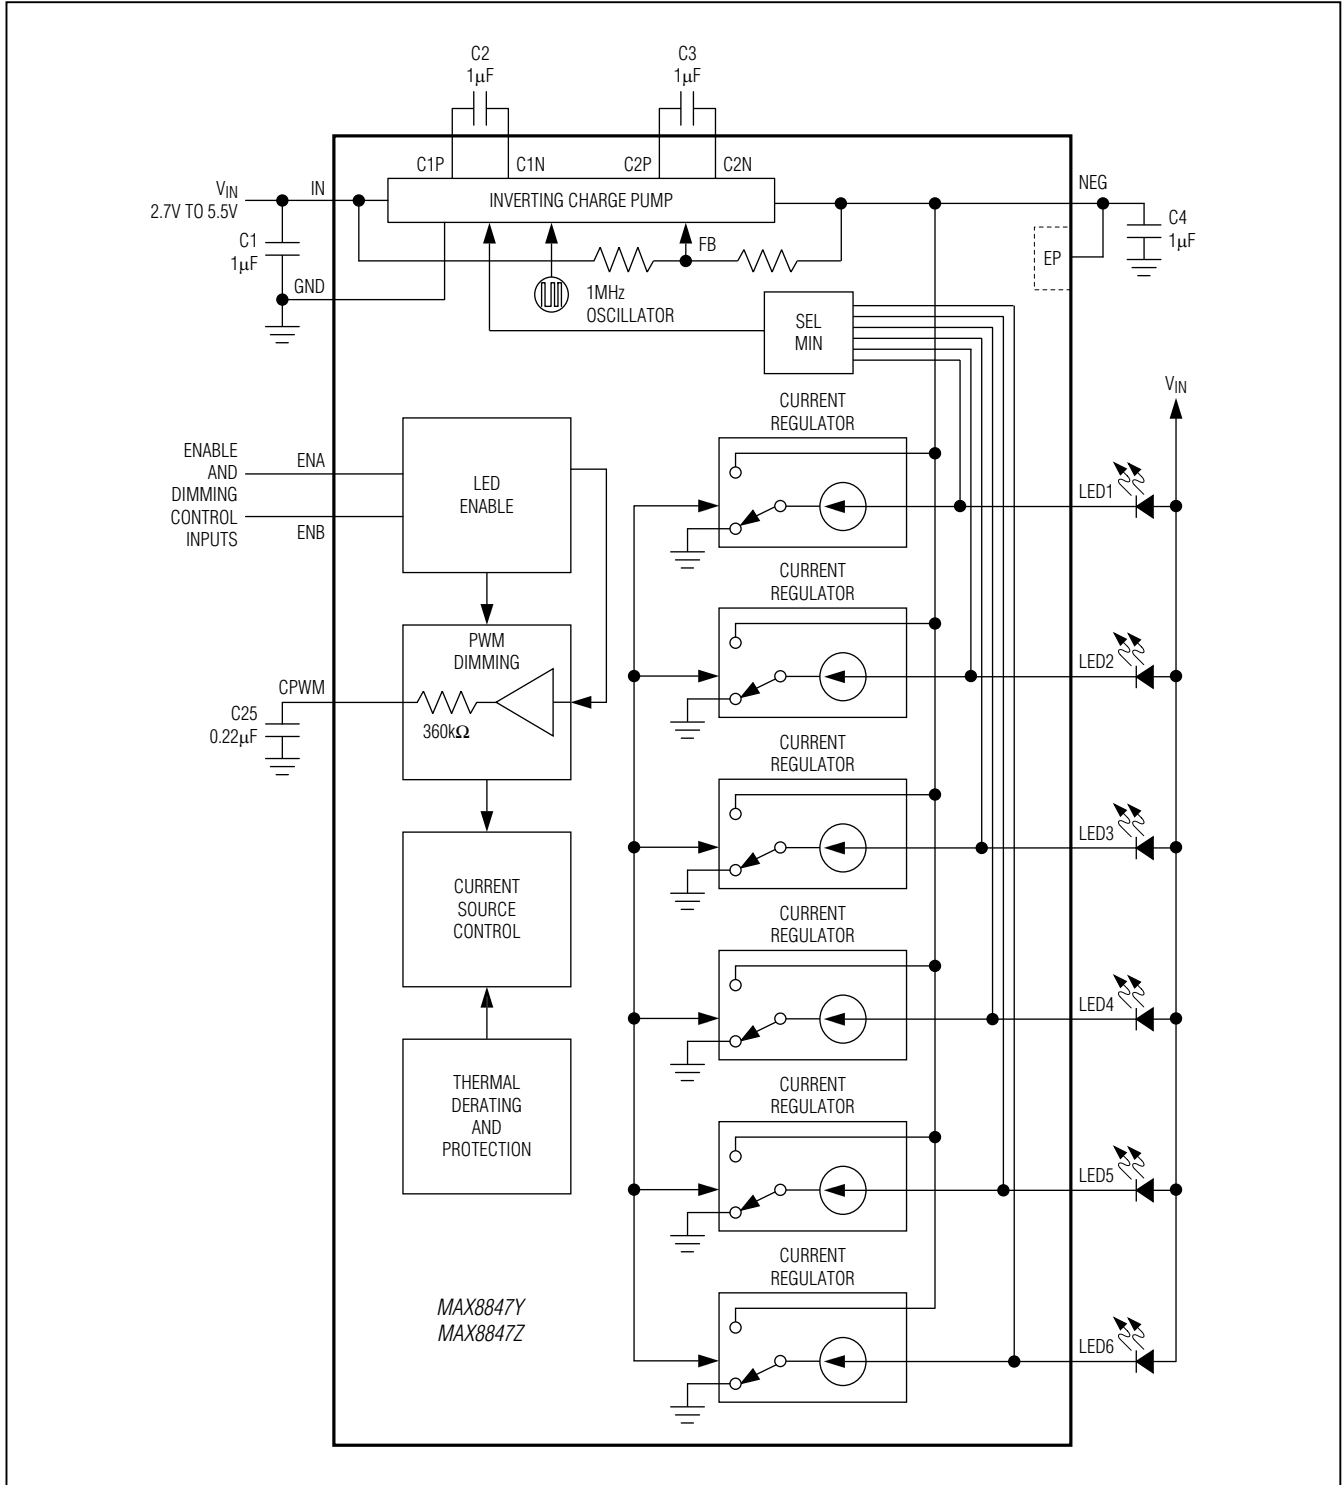 C2
1µF
C3
1µF
C1P
C1N
C2P
C2N
VIN
2.7V TO 5.5V
IN
INVERTING CHARGE PUMP
NEG
C4
1µF
C1
1µF
FB
EP
GND
1MHz
OSCILLATOR
SEL
MIN
VIN
CURRENT
REGULATOR
ENABLE
AND
DIMMING
CONTROL
INPUTS
ENA
ENB
LED
ENABLE
LED1
CURRENT
REGULATOR
PWM
DIMMING
LED2
CPWM
C25
0.22µF
360kΩ
CURRENT
REGULATOR
LED3
CURRENT
SOURCE
CONTROL
CURRENT
REGULATOR
LED4
THERMAL
DERATING
AND
PROTECTION
CURRENT
REGULATOR
LED5
CURRENT
REGULATOR
MAX8847Y
MAX8847Z
LED6